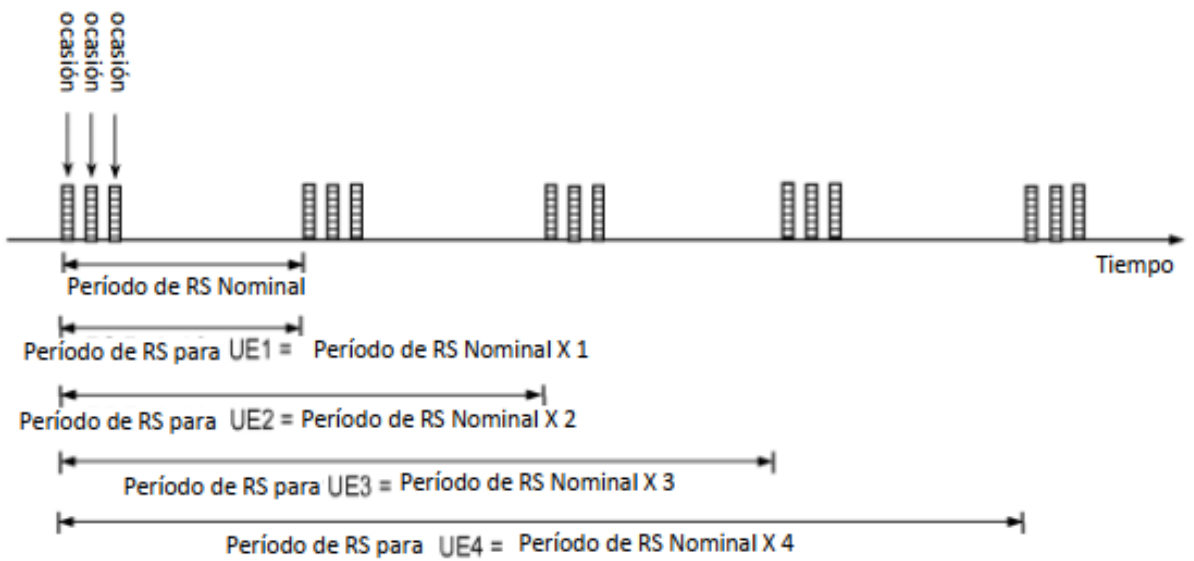 ocasión
ocasión
ocasión
Tiempo
Período de RS Nominal
Período de RS para UE1 = Período de RS Nominal X 1
Período de RS para UE2 = Período de RS Nominal X 2
Período de RS para UE3 = Período de RS Nominal X 3
Período de RS para UE4 = Período de RS Nominal X 4